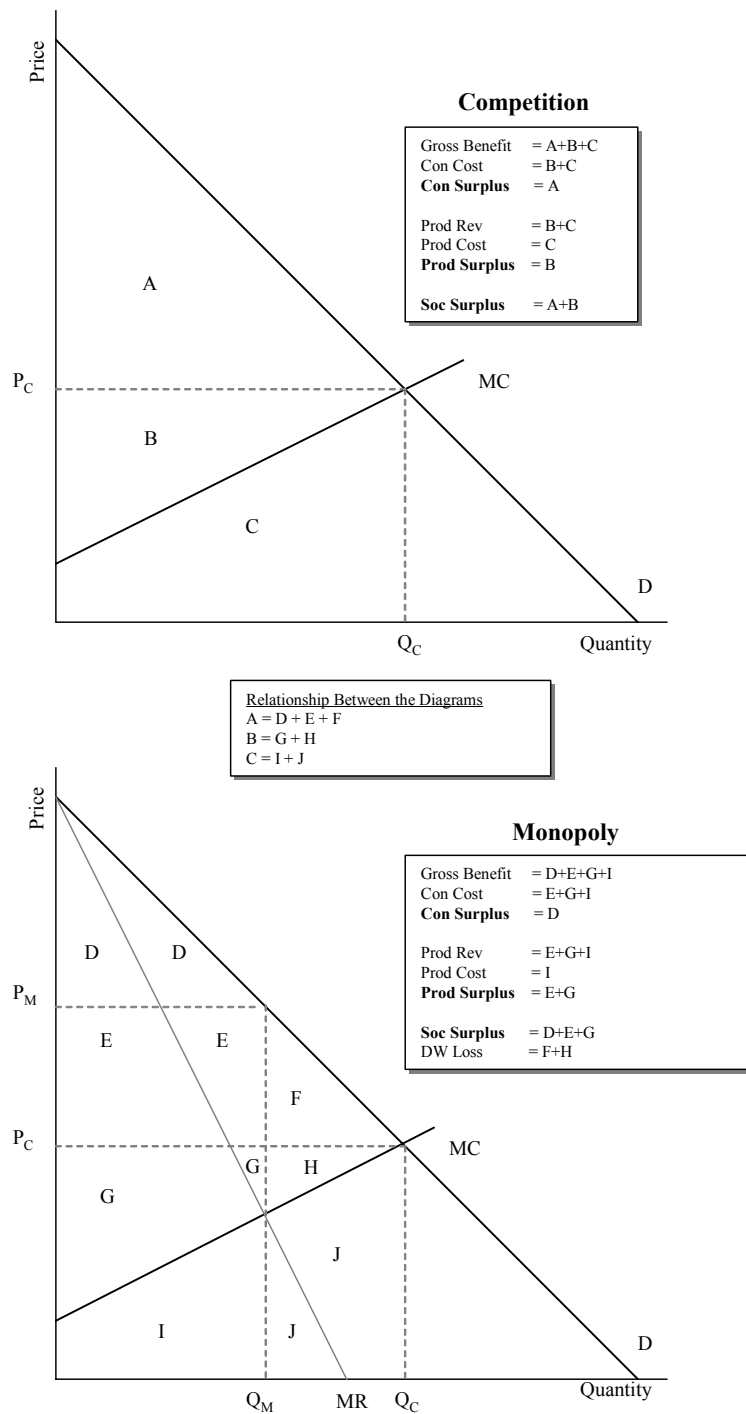 Price
Competition
Gross Benefit = A+B+C
Con Cost = B+C
Con Surplus = A
Prod Rev = B+C
Prod Cost = C
Prod Surplus = B
Soc Surplus = A+B
A
P_C
MC
B
C
D
Q_C
Quantity
Relationship Between the Diagrams
A = D + E + F
B = G + H
C = I + J
Price
Monopoly
Gross Benefit = D+E+G+I
Con Cost = E+G+I
Con Surplus = D
Prod Rev = E+G+I
Prod Cost = I
Prod Surplus = E+G
Soc Surplus = D+E+G
DW Loss = F+H
D D
P_M
E E
F
P_C
MC
G H
G
J
I J
D
Q_M MR Q_C Quantity